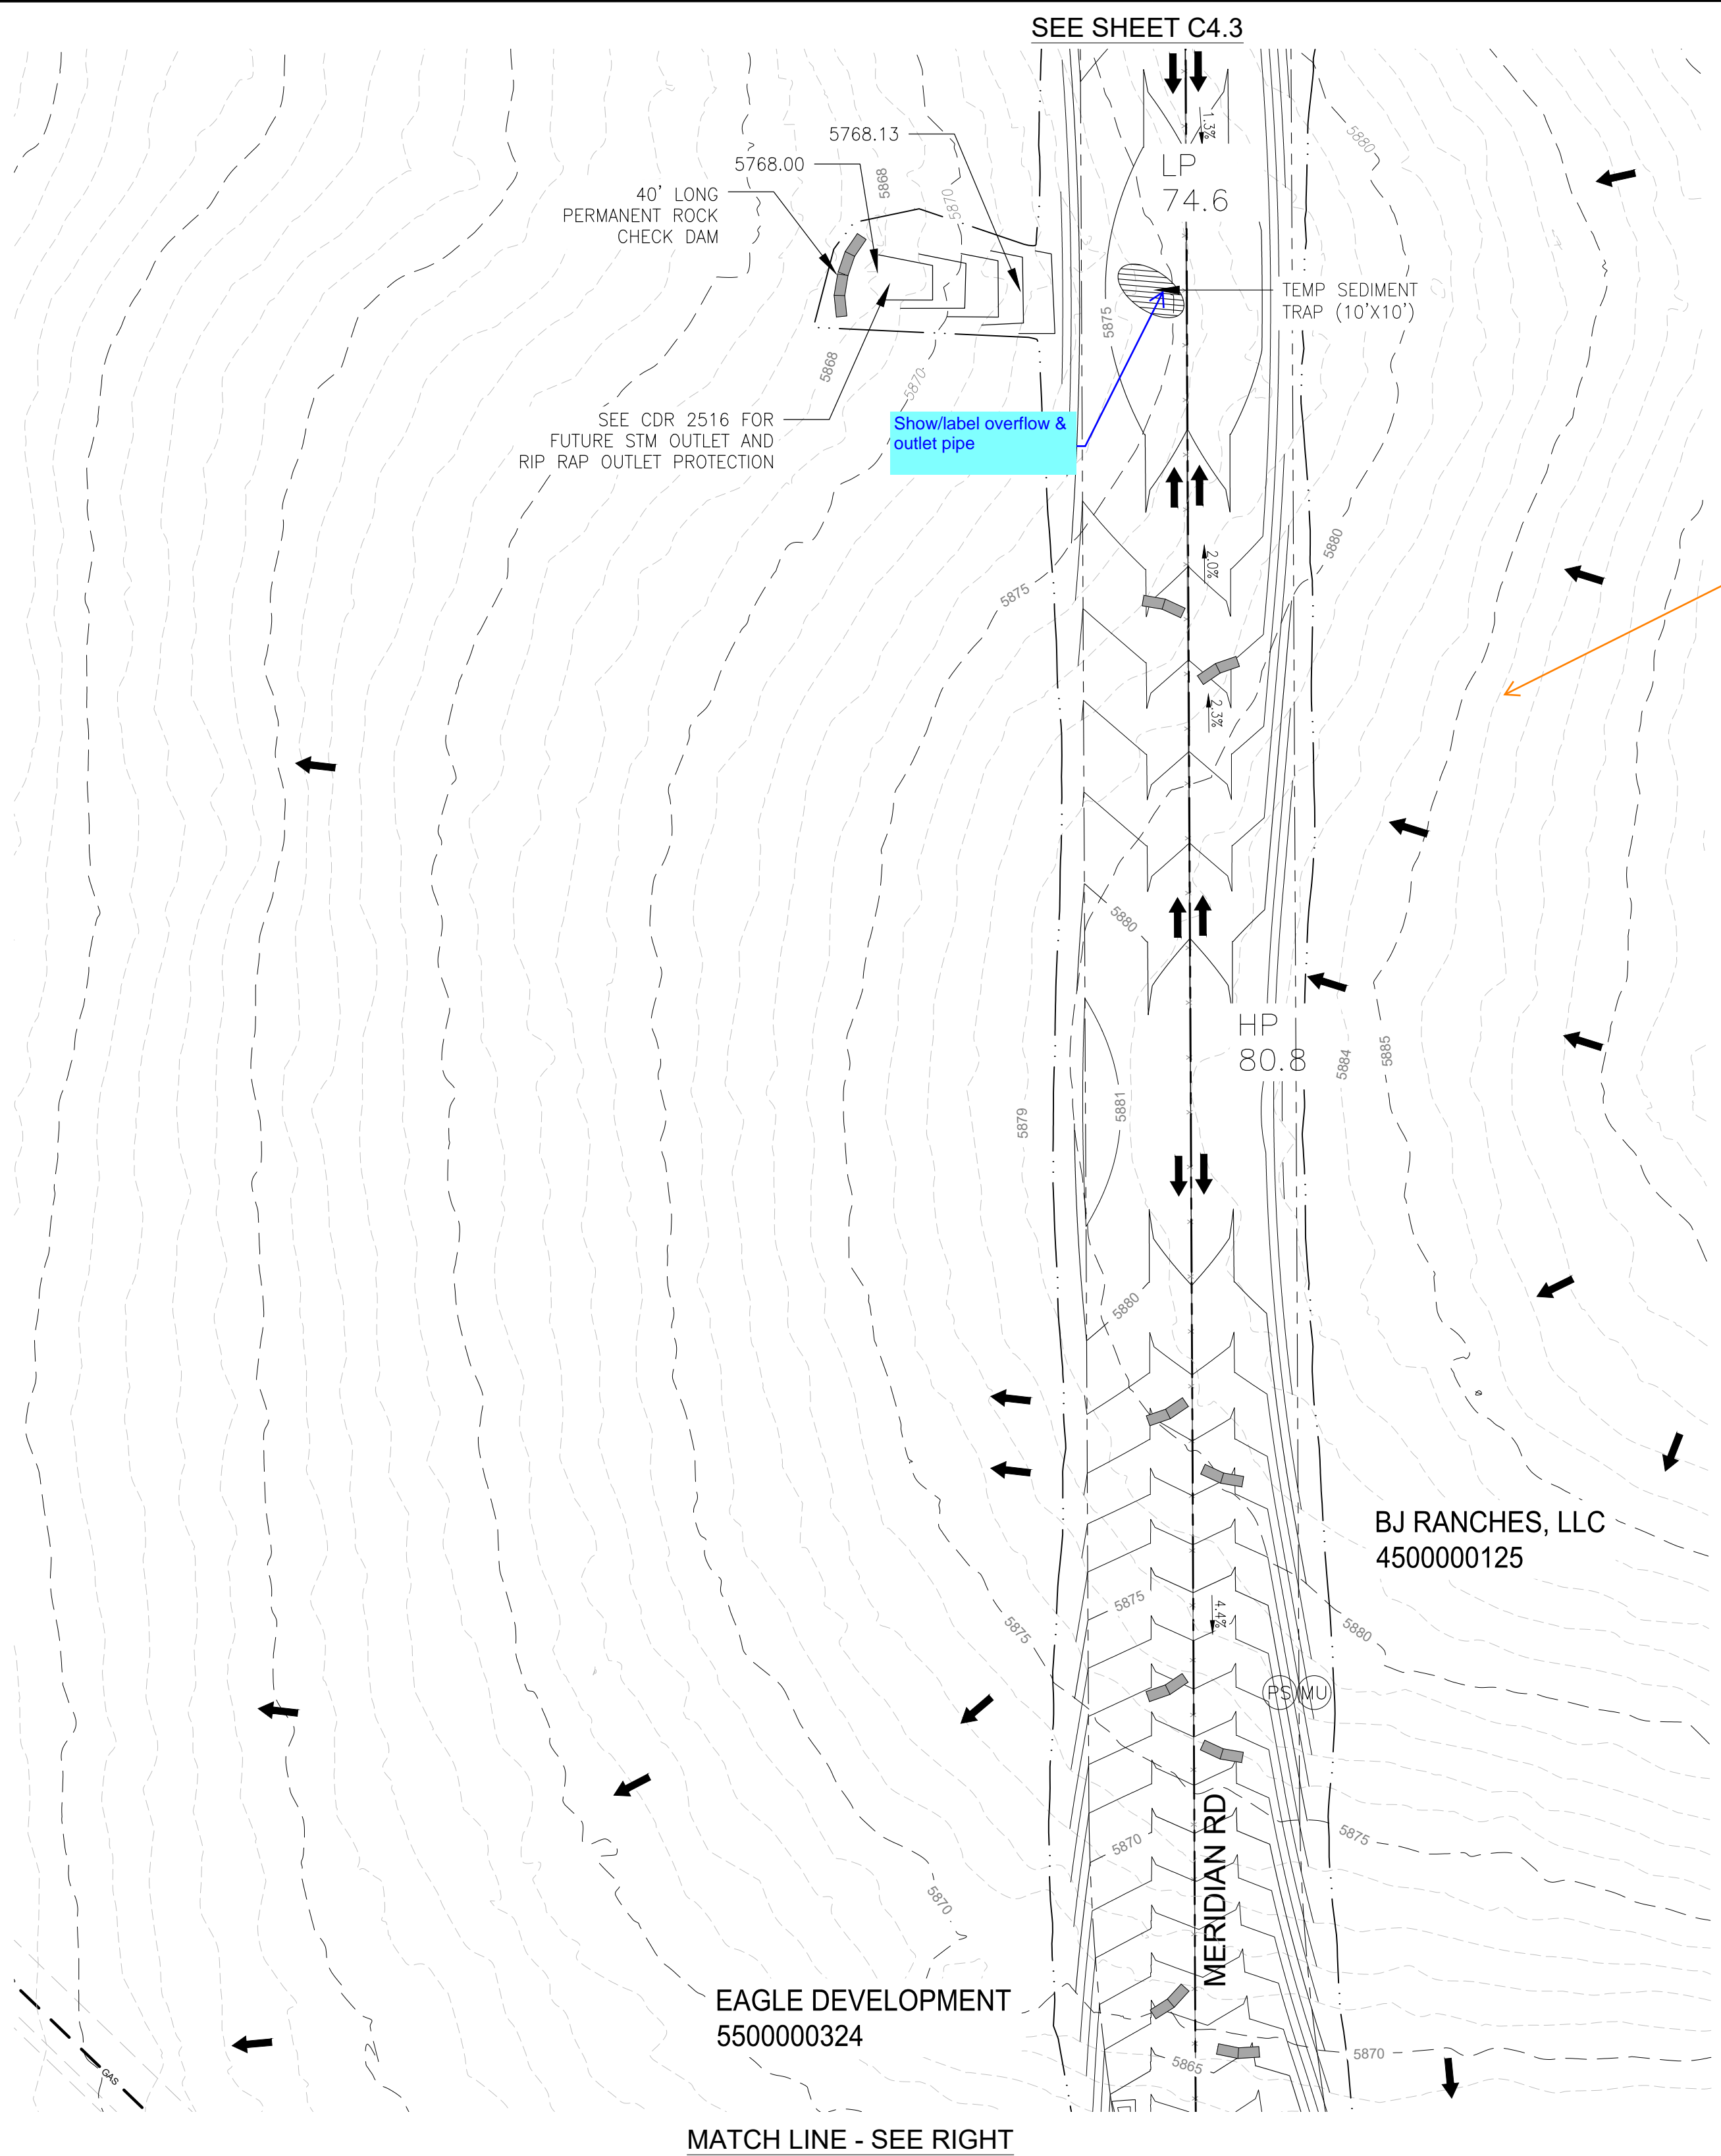 SEE SHEET C4.3
1.3%
5880
5768.13
LP
74.6
5768.00
5868
5870
40' LONG
PERMANENT ROCK
CHECK DAM
TEMP SEDIMENT
TRAP (10'X10')
5875
5868
5870
SEE CDR 2516 FOR
FUTURE STM OUTLET AND
RIP RAP OUTLET PROTECTION
Show/label overflow &
outlet pipe
5880
2.0%
5875
2.3%
5880
HP
80.8
5884
5885
5879
5881
5880
BJ RANCHES, LLC
4500000125
5875
4.4%
5875
5880
PS
MU
5875
5870
MERIDIAN RD
5870
EAGLE DEVELOPMENT
5500000324
5865
5870
GAS
MATCH LINE - SEE RIGHT